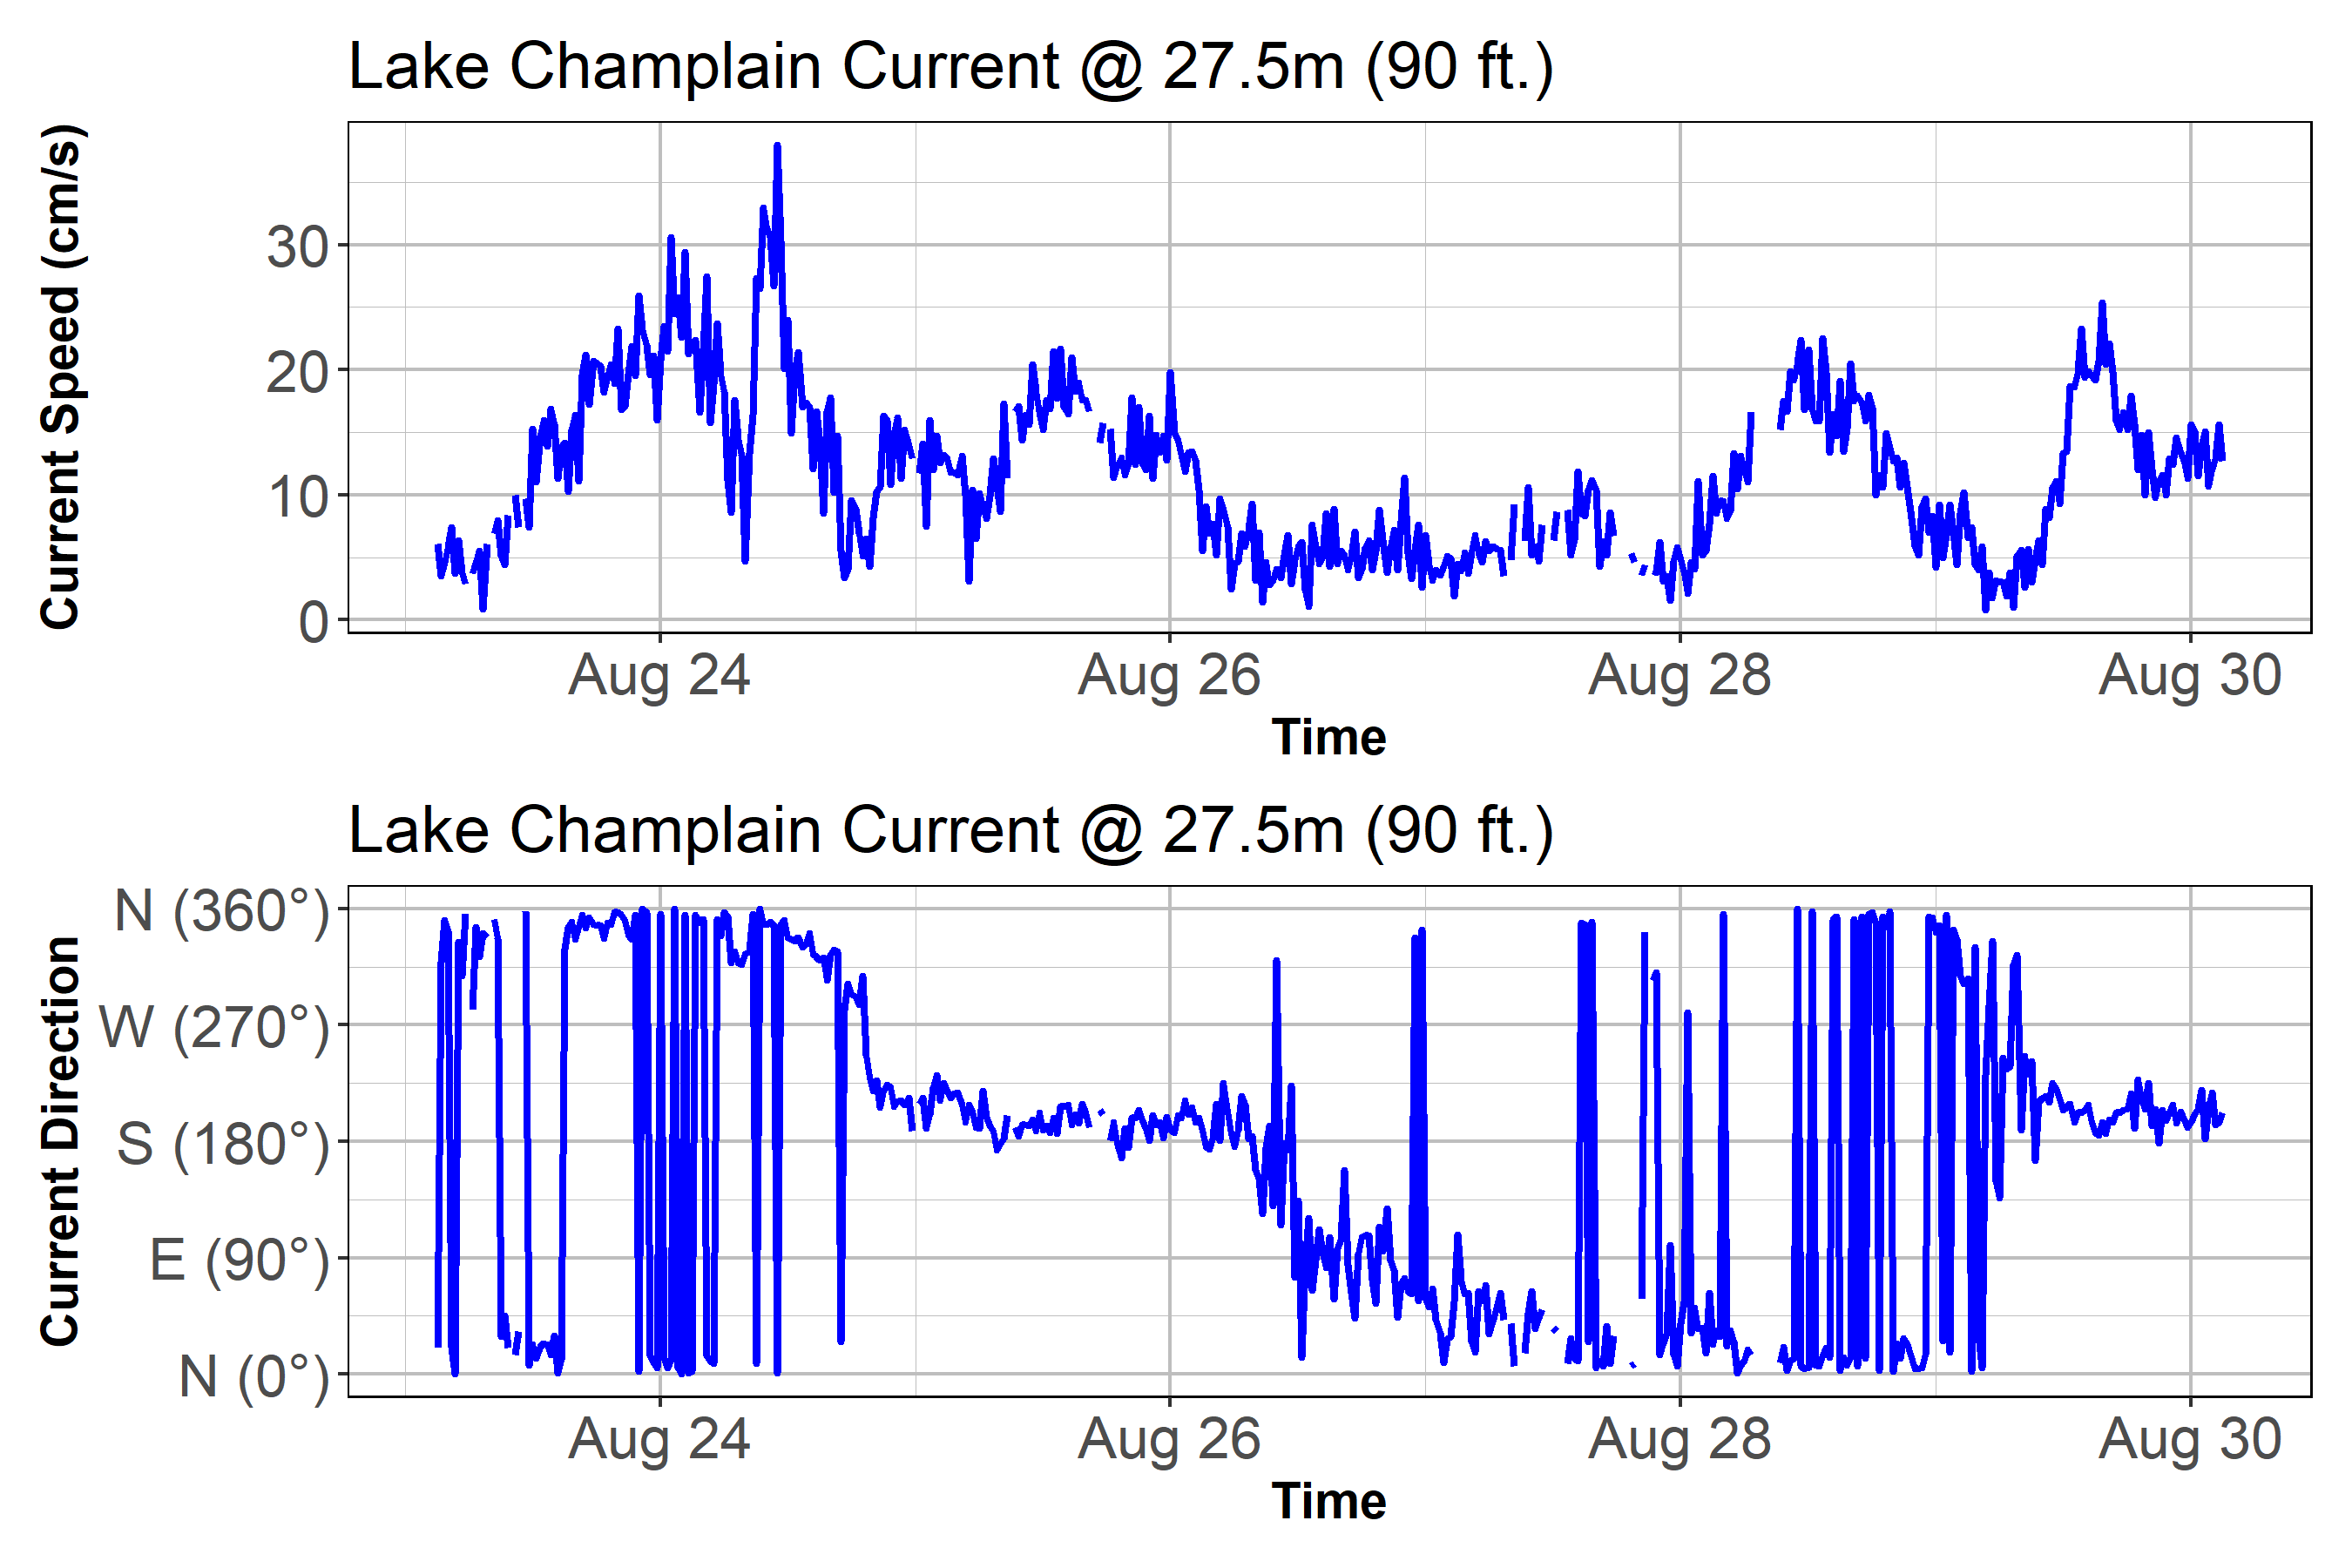 Lake Champlain Current @ 27.5m (90 ft.)
Current Speed (cm/s)
30
20
10
0
Aug 24 Aug 26 Aug 28 Aug 30
Time
Lake Champlain Current @ 27.5m (90 ft.)
Current Direction
N (360°)
W (270°)
S (180°)
E (90°)
N (0°)
Aug 24 Aug 26 Aug 28 Aug 30
Time